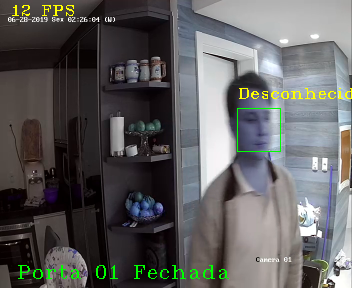 12 FPS
06-28-2019 Sex 02:26:04 (W)
Desconhecid
Camera 01
Porta 01 Fechada